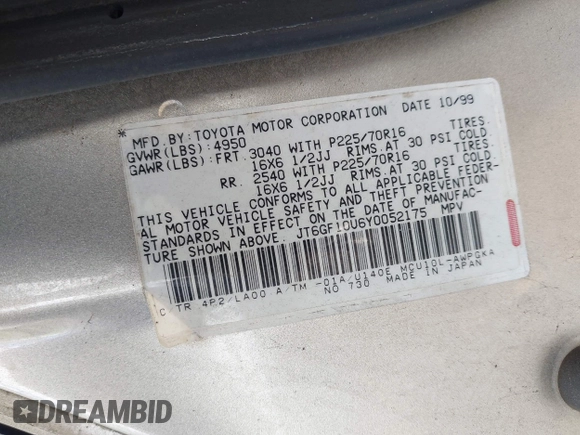 * MFD.BY:TOYOTA MOTOR CORPORATION DATE 10/99
GVWR(LBS):4950
GAWR(LBS):FRT. 3040 WITH P225/70R16 TIRES.
16X6 1/2JJ RIMS.AT 30 PSI COLD.
RR. 2540 WITH P225/70R16 TIRES.
16X6 1/2JJ RIMS.AT 30 PSI COLD.
THIS VEHICLE CONFORMS TO ALL APPLICABLE FEDER-
AL MOTOR VEHICLE SAFETY AND THEFT PREVENTION
STANDARDS IN EFFECT ON THE DATE OF MANUFAC-
TURE SHOWN ABOVE. JT6GF10U6Y0052175 MPV
C/TR 4P2/LA00 A/TM -01A/U140E MCU10L-AWPGKA
NO 730 MADE IN JAPAN
DREAMBID